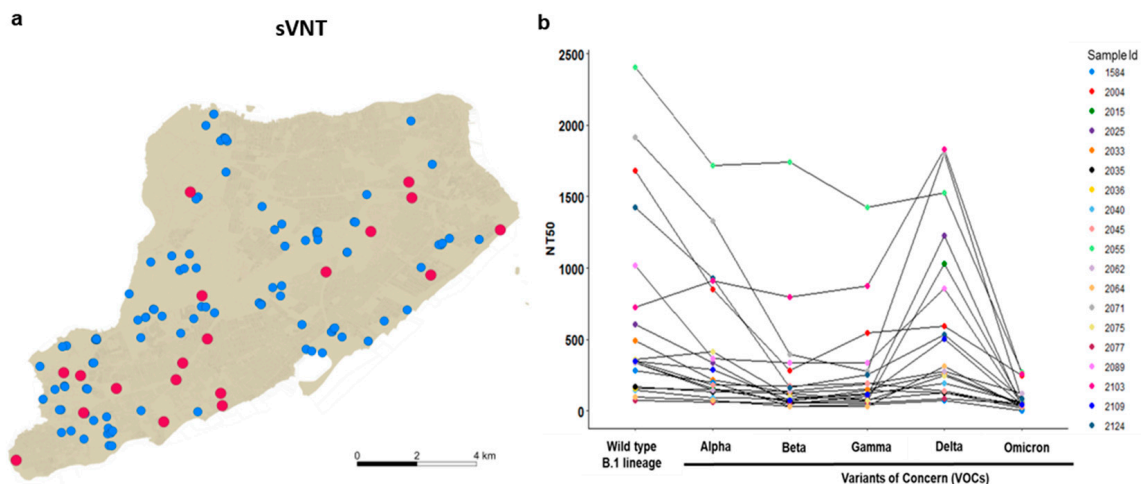 a
sVNT
0 2 4 km
b
NT50
2500
2000
1500
1000
500
0
Wild type
B.1 lineage
Alpha
Beta
Gamma
Delta
Omicron
Variants of Concern (VOCs)
Sample Id
1584
2004
2015
2025
2033
2035
2036
2040
2045
2055
2062
2064
2071
2075
2077
2089
2103
2109
2124